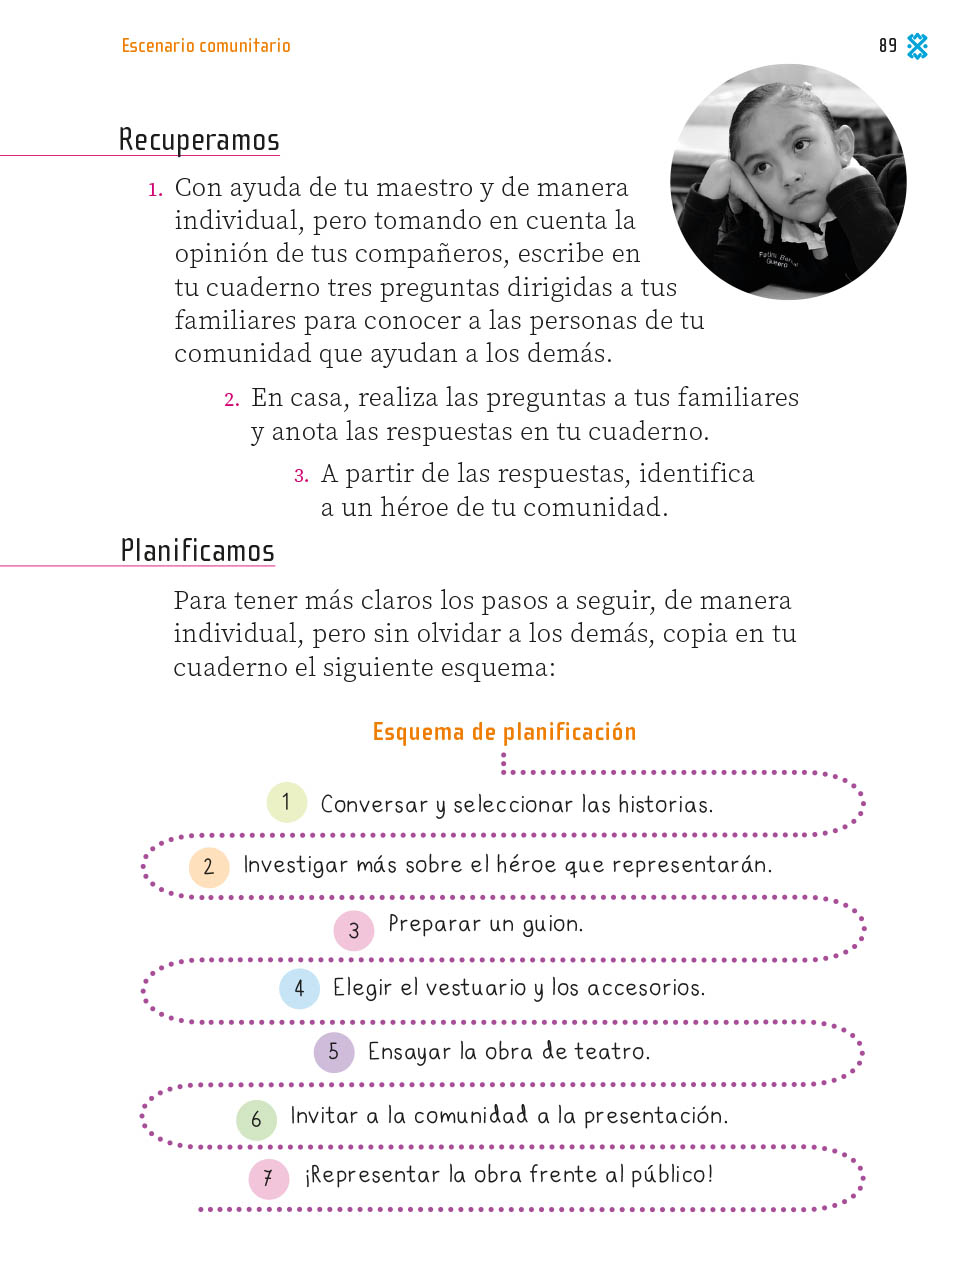 Escenario comunitario
89
Recuperamos
1. Con ayuda de tu maestro y de manera
individual, pero tomando en cuenta la
opinión de tus compañeros, escribe en
tu cuaderno tres preguntas dirigidas a tus
familiares para conocer a las personas de tu
comunidad que ayudan a los demás.
2. En casa, realiza las preguntas a tus familiares
y anota las respuestas en tu cuaderno.
3. A partir de las respuestas, identifica
a un héroe de tu comunidad.
Planificamos
Para tener más claros los pasos a seguir, de manera
individual, pero sin olvidar a los demás, copia en tu
cuaderno el siguiente esquema:
Esquema de planificación
1 Conversar y seleccionar las historias.
2 Investigar más sobre el héroe que representarán.
3 Preparar un guion.
4 Elegir el vestuario y los accesorios.
5 Ensayar la obra de teatro.
6 Invitar a la comunidad a la presentación.
7 ¡Representar la obra frente al público!